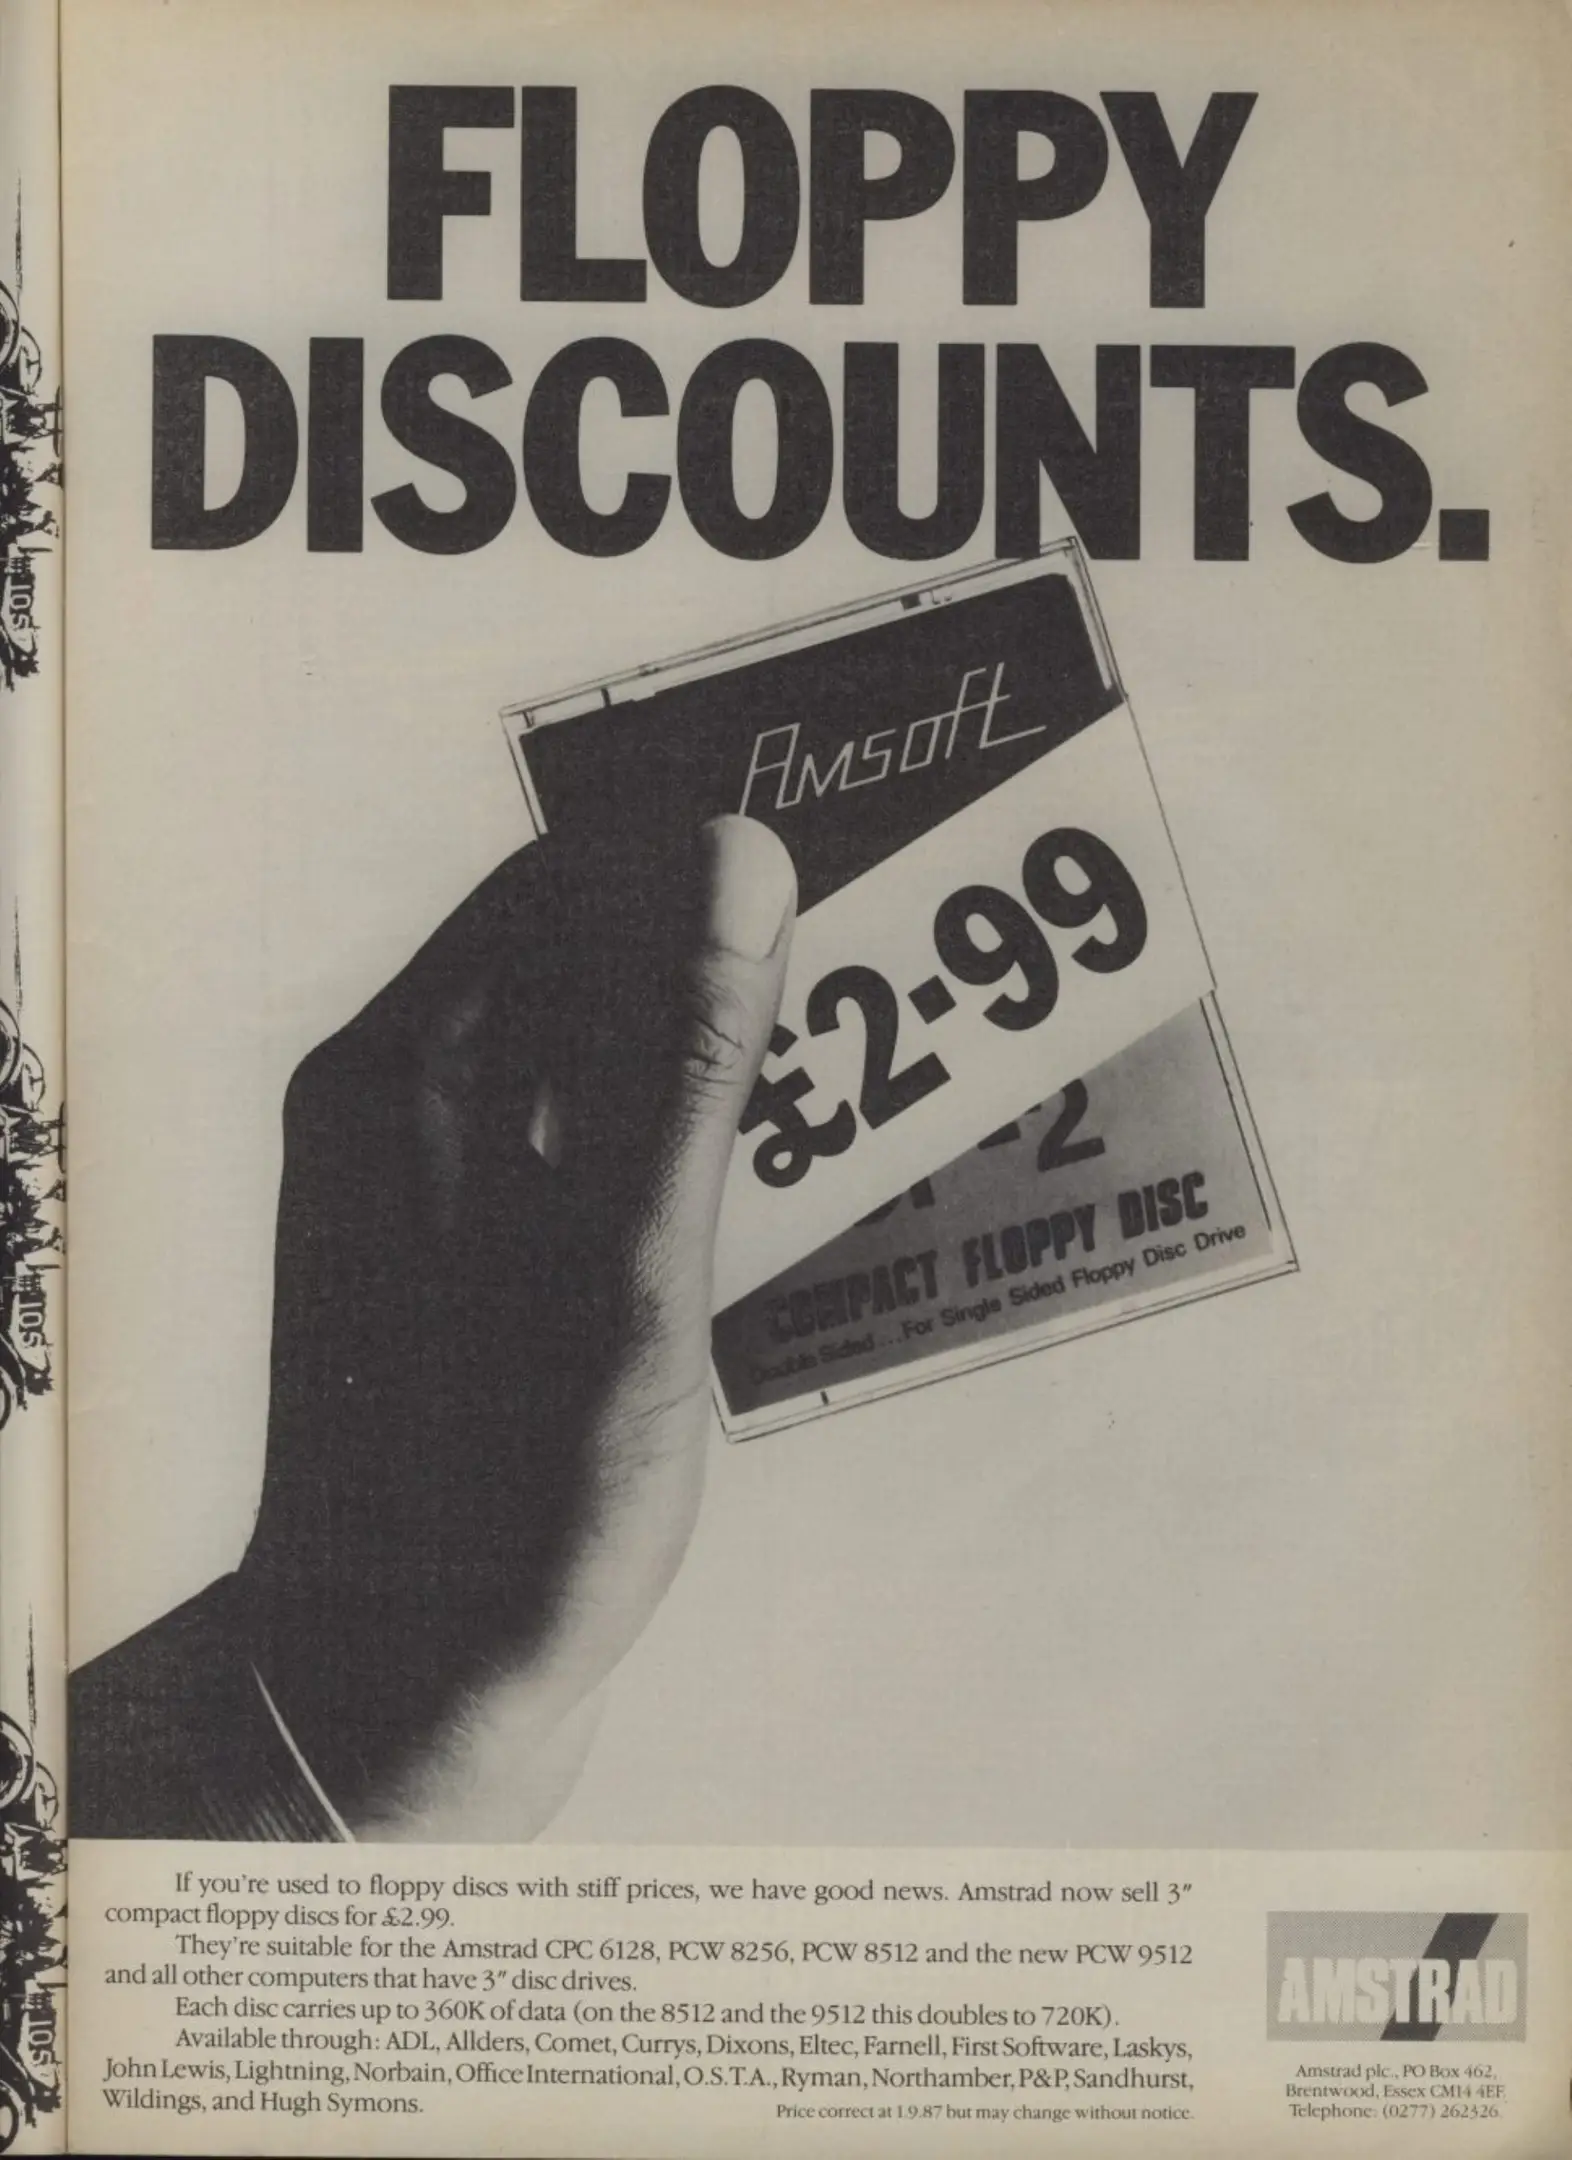 FLOPPY
DISCOUNTS.
Amsoft
£2·99
-2
COMPACT FLOPPY DISC
Double Sided...For Single Sided Floppy Disc Drive
If you're used to floppy discs with stiff prices, we have good news. Amstrad now sell 3"
compact floppy discs for £2.99.
They're suitable for the Amstrad CPC 6128, PCW 8256, PCW 8512 and the new PCW 9512
and all other computers that have 3" disc drives.
Each disc carries up to 360K of data (on the 8512 and the 9512 this doubles to 720K).
Available through: ADL, Allders, Comet, Currys, Dixons, Eltec, Farnell, First Software, Laskys,
John Lewis, Lightning, Norbain, Office International, O.S.T.A., Ryman, Northamber, P&P, Sandhurst,
Wildings, and Hugh Symons.
Price correct at 1.9.87 but may change without notice.
AMSTRAD
Amstrad plc., PO Box 462,
Brentwood, Essex CM14 4EF.
Telephone: (0277) 262326.